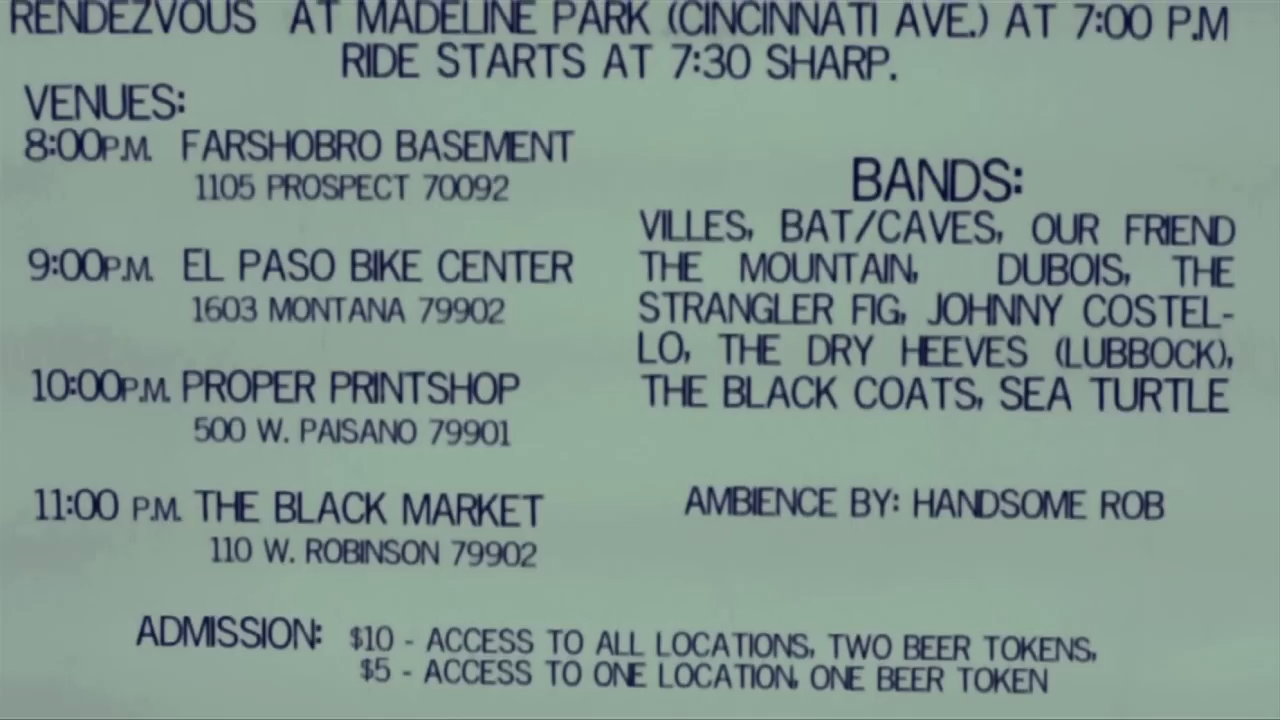 RENDEZVOUS AT MADELINE PARK (CINCINNATI AVE.) AT 7:00 P.M
RIDE STARTS AT 7:30 SHARP.
VENUES:
8:00P.M. FARSHOBRO BASEMENT
1105 PROSPECT 70092
9:00P.M. EL PASO BIKE CENTER
1603 MONTANA 79902
10:00P.M. PROPER PRINTSHOP
500 W. PAISANO 79901
11:00 P.M. THE BLACK MARKET
110 W. ROBINSON 79902
BANDS:
VILLES, BAT/CAVES, OUR FRIEND
THE MOUNTAIN, DUBOIS, THE
STRANGLER FIG, JOHNNY COSTEL-
LO, THE DRY HEEVES (LUBBOCK),
THE BLACK COATS, SEA TURTLE
AMBIENCE BY: HANDSOME ROB
ADMISSION: $10 - ACCESS TO ALL LOCATIONS, TWO BEER TOKENS,
$5 - ACCESS TO ONE LOCATION, ONE BEER TOKEN